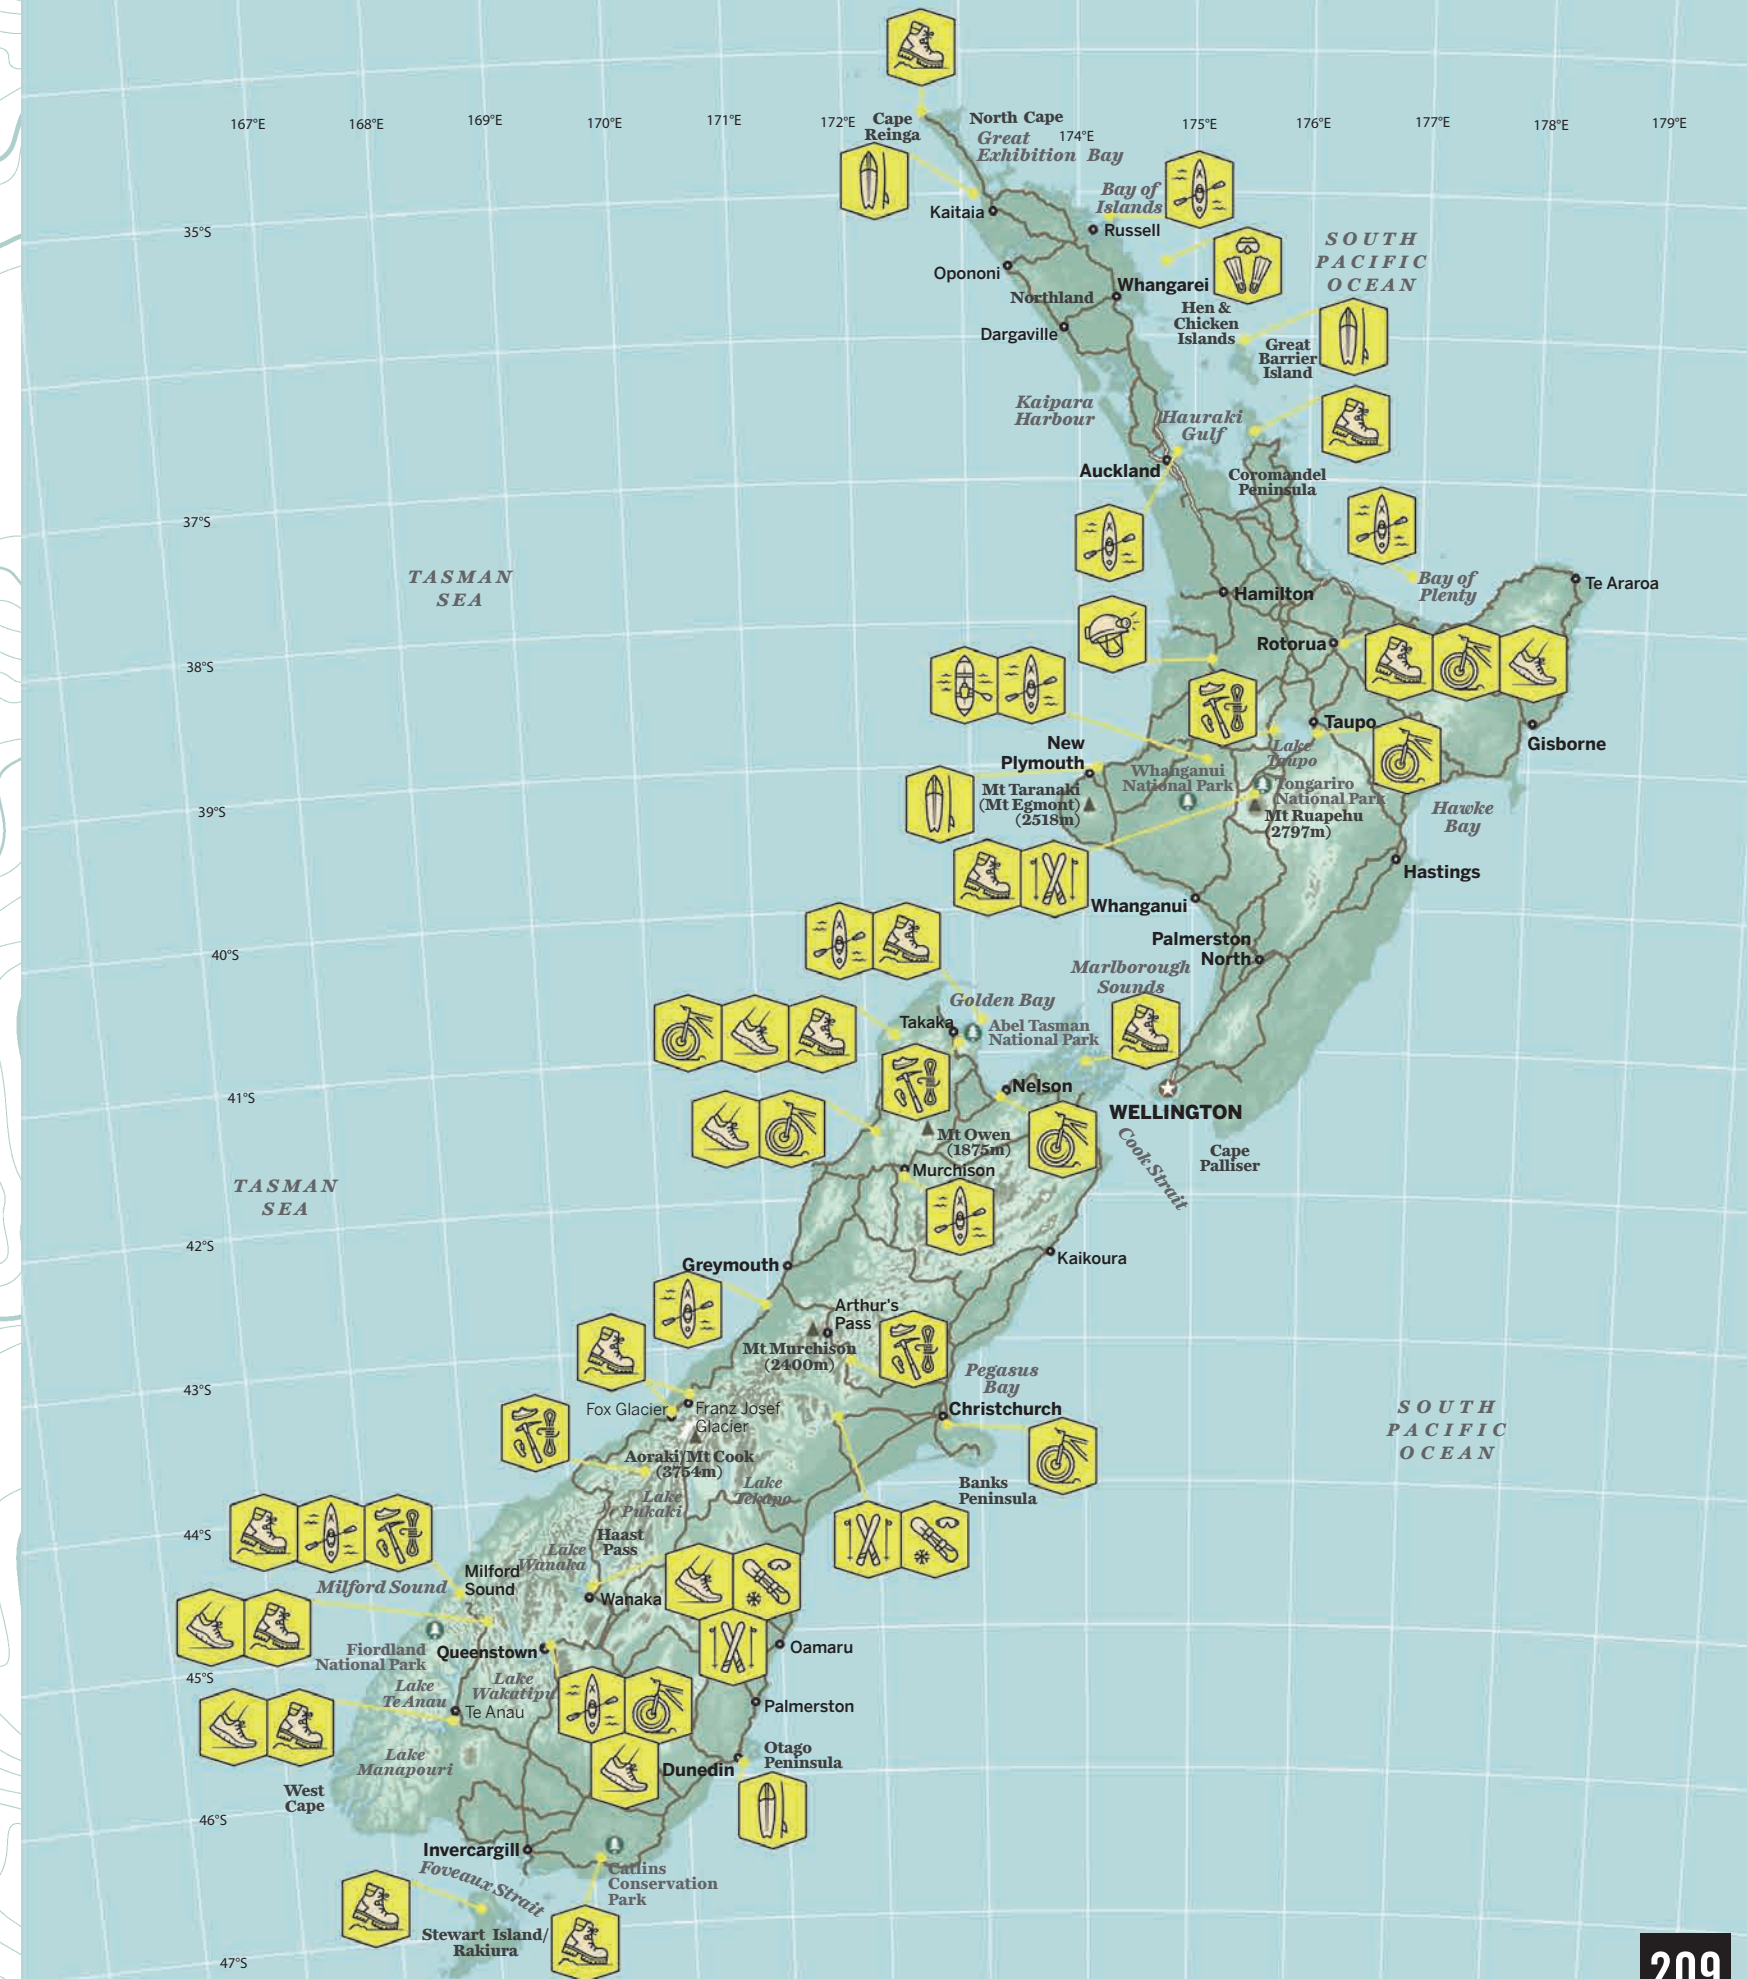 167°E
168°E
169°E
170°E
171°E
172°E
174°E
175°E
176°E
177°E
178°E
179°E
Cape
Reinga
North Cape
Great
Exhibition Bay
Bay of
Islands
Kaitaia
Russell
35°S
SOUTH
PACIFIC
OCEAN
Opononi
Whangarei
Northland
Hen &
Chicken
Islands
Dargaville
Great
Barrier
Island
Kaipara
Harbour
Hauraki
Gulf
Auckland
Coromandel
Peninsula
37°S
TASMAN
SEA
Bay of
Plenty
Te Araroa
Hamilton
Rotorua
38°S
Taupo
Gisborne
New
Plymouth
Lake
Taupo
Whanganui
National Park
Tongariro
National Park
Mt Taranaki
(Mt Egmont)
(2518m)
Mt Ruapehu
2797m)
Hawke
Bay
39°S
Hastings
Whanganui
Palmerston
North
40°S
Marlborough
Sounds
Golden Bay
Takaka
Abel Tasman
National Park
Nelson
41°S
WELLINGTON
Mt Owen
(1875m)
Cook Strait
Cape
Palliser
Murchison
TASMAN
SEA
42°S
Kaikoura
Greymouth
Arthur's
Pass
Mt Murchison
(2400m)
Pegasus
Bay
43°S
Fox Glacier
Franz Josef
Glacier
Christchurch
SOUTH
PACIFIC
OCEAN
Aoraki/Mt Cook
(3754m)
Lake
Pukaki
Lake
Tekapo
Banks
Peninsula
44°S
Haast
Pass
Lake
Wanaka
Milford
Sound
Milford Sound
Wanaka
Fiordland
National Park
Queenstown
Oamaru
45°S
Lake
Te Anau
Lake
Wakatipu
Te Anau
Palmerston
Lake
Manapouri
Otago
Peninsula
Dunedin
West
Cape
46°S
Invercargill
Foveaux Strait
Catlins
Conservation
Park
Stewart Island/
Rakiura
47°S
209